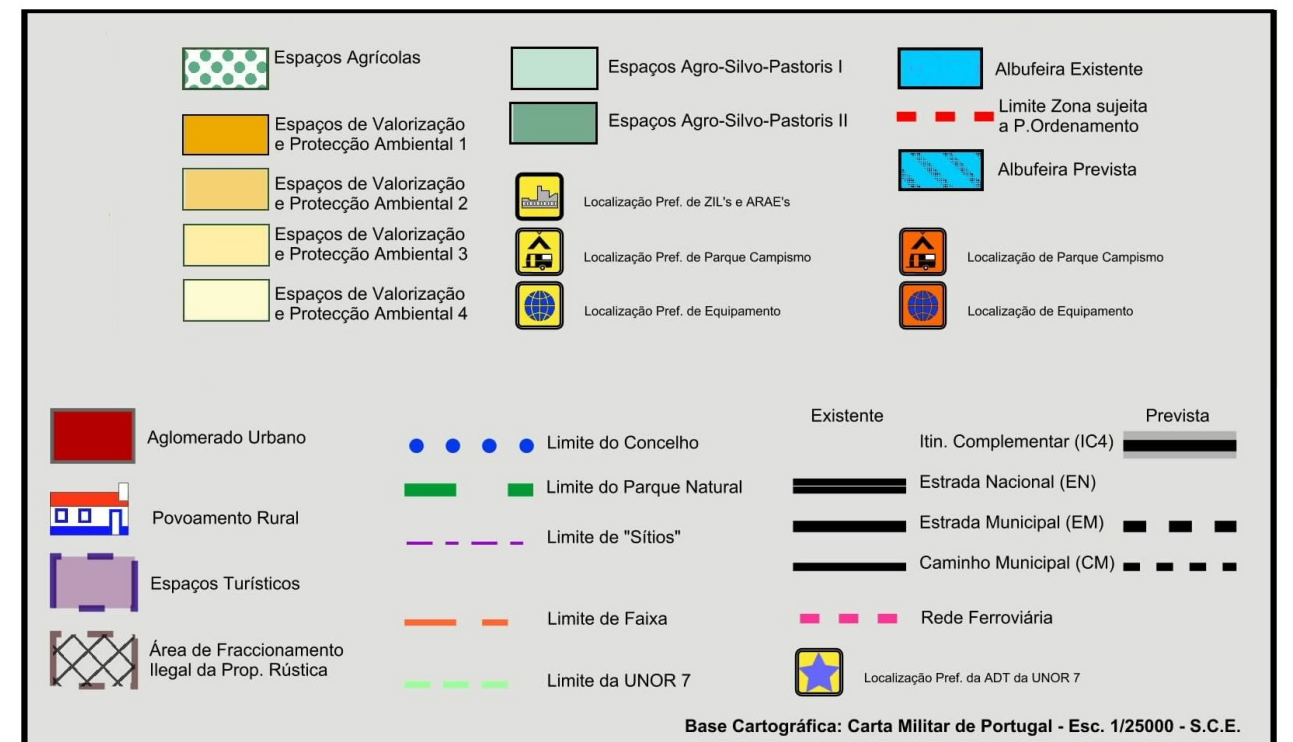 Espaços Agrícolas
Espaços de Valorização
e Protecção Ambiental 1
Espaços de Valorização
e Protecção Ambiental 2
Espaços de Valorização
e Protecção Ambiental 3
Espaços de Valorização
e Protecção Ambiental 4
Espaços Agro-Silvo-Pastoris I
Espaços Agro-Silvo-Pastoris II
Localização Pref. de ZIL's e ARAE's
Localização Pref. de Parque Campismo
Localização Pref. de Equipamento
Albufeira Existente
Limite Zona sujeita
a P.Ordenamento
Albufeira Prevista
Localização de Parque Campismo
Localização de Equipamento
Aglomerado Urbano
Povoamento Rural
Espaços Turísticos
Área de Fraccionamento
Ilegal da Prop. Rústica
Limite do Concelho
Limite do Parque Natural
Limite de "Sítios"
Limite de Faixa
Limite da UNOR 7
Existente Prevista
Itin. Complementar (IC4)
Estrada Nacional (EN)
Estrada Municipal (EM)
Caminho Municipal (CM)
Rede Ferroviária
Localização Pref. da ADT da UNOR 7
Base Cartográfica: Carta Militar de Portugal - Esc. 1/25000 - S.C.E.